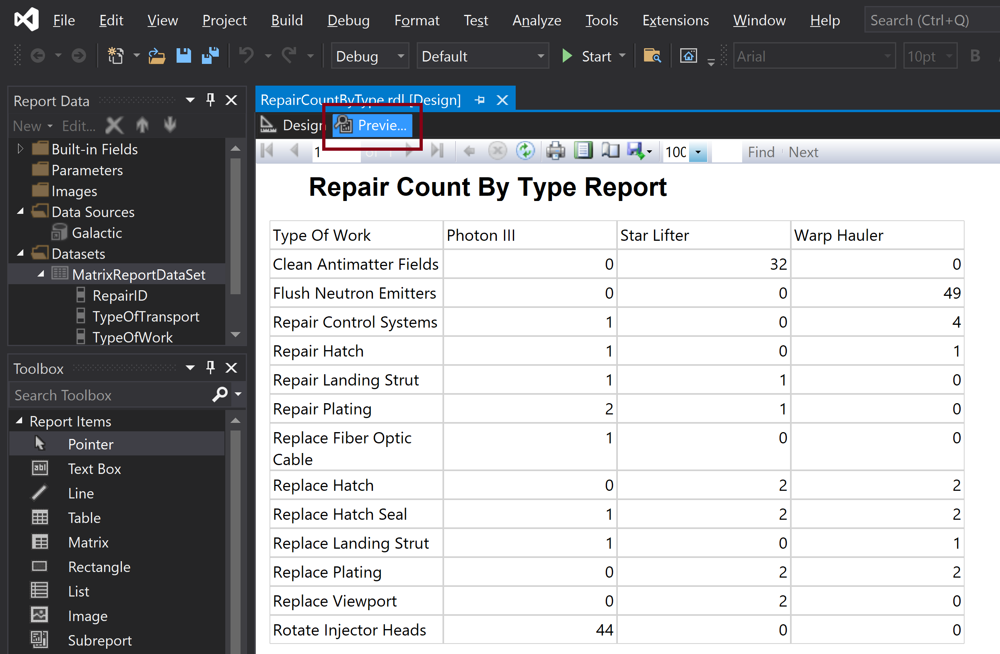 File Edit View Project Build Debug Format Test Analyze Tools Extensions Window Help Search (Ctrl+Q)
Debug Default Start Arial 10pt B
Report Data
New Edit...
Built-in Fields
Parameters
Images
Data Sources
Galactic
Datasets
MatrixReportDataSet
RepairID
TypeOfTransport
TypeOfWork
Toolbox
Search Toolbox
Report Items
Pointer
abl Text Box
Line
Table
Matrix
Rectangle
List
Image
Subreport
RepairCountByType.rdl [Design]
Design Previe...
1 of 1 100 Find Next
Repair Count By Type Report
Type Of Work Photon III Star Lifter Warp Hauler
Clean Antimatter Fields 0 32 0
Flush Neutron Emitters 0 0 49
Repair Control Systems 1 0 4
Repair Hatch 1 0 1
Repair Landing Strut 1 1 0
Repair Plating 2 1 0
Replace Fiber Optic 1 0 0
Cable
Replace Hatch 0 2 2
Replace Hatch Seal 1 2 2
Replace Landing Strut 1 0 1
Replace Plating 0 2 2
Replace Viewport 0 2 0
Rotate Injector Heads 44 0 0